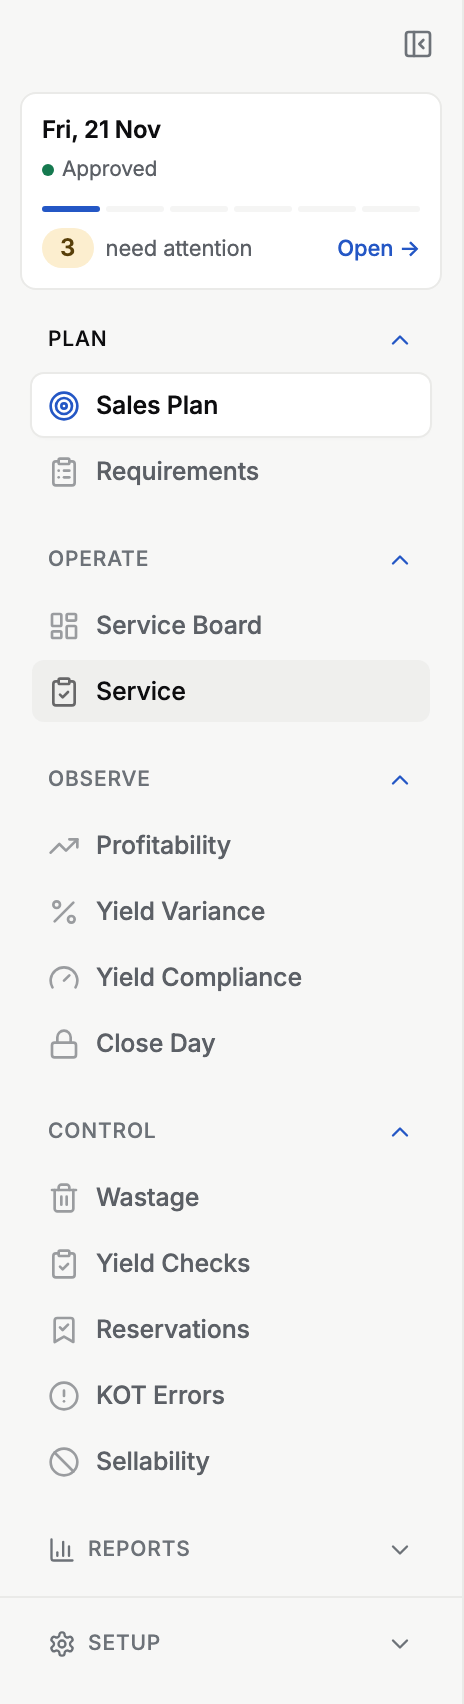 Fri, 21 Nov
Approved
3 need attention Open →
PLAN
Sales Plan
Requirements
OPERATE
Service Board
Service
OBSERVE
Profitability
Yield Variance
Yield Compliance
Close Day
CONTROL
Wastage
Yield Checks
Reservations
KOT Errors
Sellability
REPORTS
SETUP